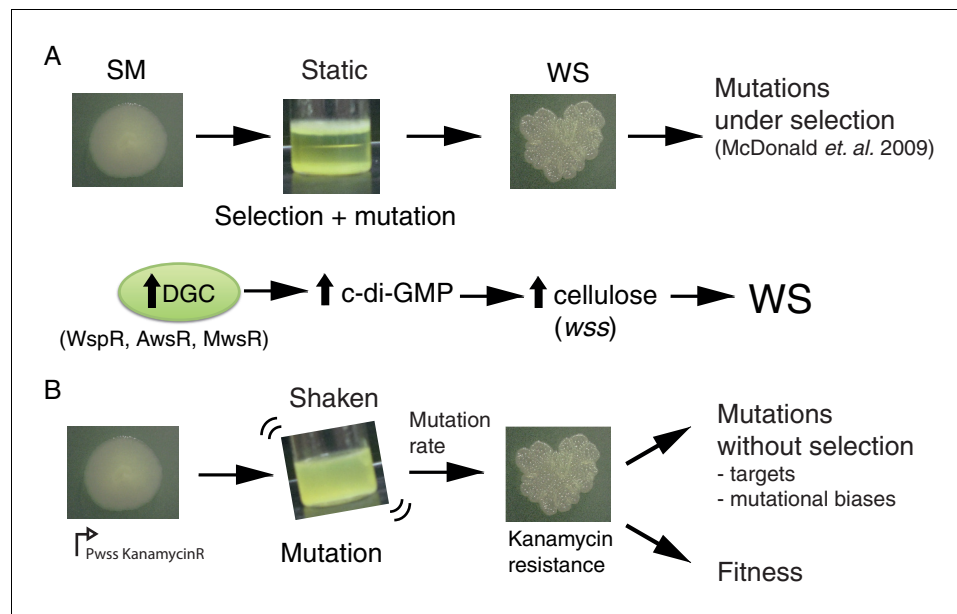 A
SM
Static
WS
Mutations
under selection
(McDonald et. al. 2009)
Selection + mutation
DGC
c-di-GMP
cellulose
(wss)
WS
(WspR, AwsR, MwsR)
B
Shaken
Mutation
rate
Mutations
without selection
- targets
- mutational biases
Pwss KanamycinR
Mutation
Kanamycin
resistance
Fitness